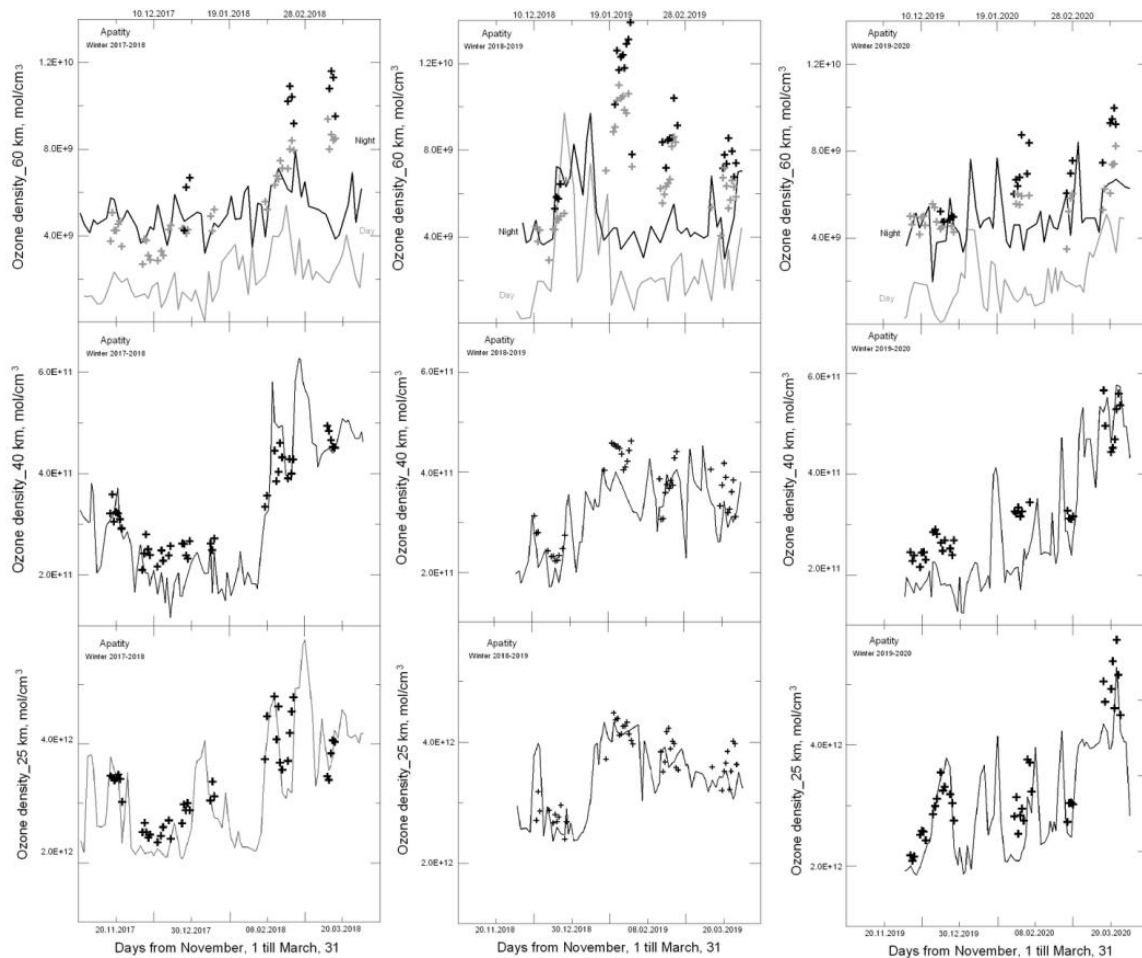 10.12.2017 19.01.2018 28.02.2018
10.12.2018 19.01.2019 28.02.2019
10.12.2019 19.01.2020 28.02.2020
Ozone density_60 km, mol/cm3
1.2E+10
8.0E+9
4.0E+9
Apatity
Winter 2017-2018
Night
Day
Ozone density_60 km, mol/cm3
1.2E+10
8.0E+9
4.0E+9
Apatity
Winter 2018-2019
Night
Day
Ozone density_60 km, mol/cm3
1.2E+10
8.0E+9
4.0E+9
Apatity
Winter 2019-2020
Night
Day
Ozone density_40 km, mol/cm3
6.0E+11
4.0E+11
2.0E+11
Apatity
Winter 2017-2018
Ozone density_40 km, mol/cm3
6.0E+11
4.0E+11
2.0E+11
Apatity
Winter 2018-2019
Ozone density_40 km, mol/cm3
6.0E+11
4.0E+11
2.0E+11
Apatity
Winter 2019-2020
Ozone density_25 km, mol/cm3
4.0E+12
2.0E+12
Apatity
Winter 2017-2018
Ozone density_25 km, mol/cm3
4.0E+12
2.0E+12
Apatity
Winter 2018-2019
Ozone density_25 km, mol/cm3
4.0E+12
2.0E+12
Apatity
Winter 2019-2020
20.11.2017 30.12.2017 08.02.2018 20.03.2018
Days from November, 1 till March, 31
20.11.2018 30.12.2018 08.02.2019 20.03.2019
Days from November, 1 till March, 31
20.11.2019 30.12.2019 08.02.2020 20.03.2020
Days from November, 1 till March, 31